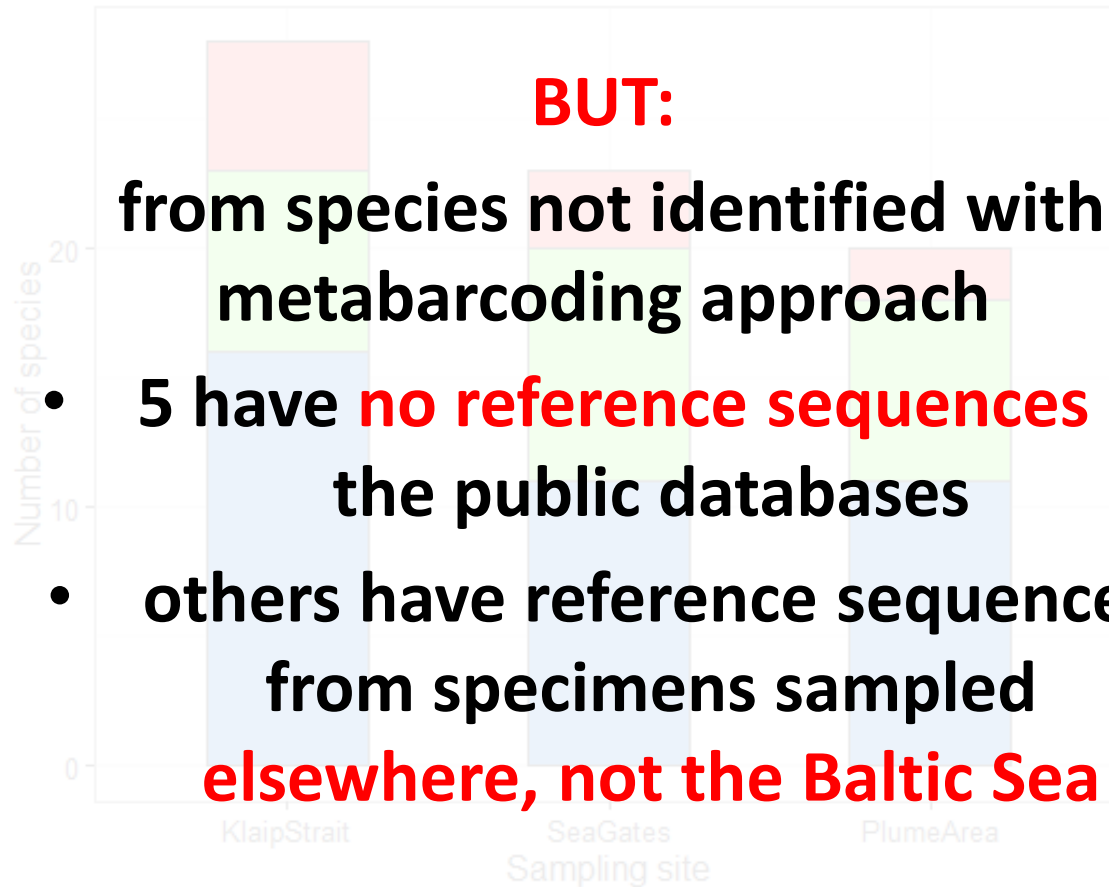 BUT:
from species not identified with
metabarcoding approach
• 5 have no reference sequences
the public databases
• others have reference sequence
from specimens sampled
elsewhere, not the Baltic Sea
Number of species
20
10
0
KlaipStrait SeaGates PlumeArea
Sampling site